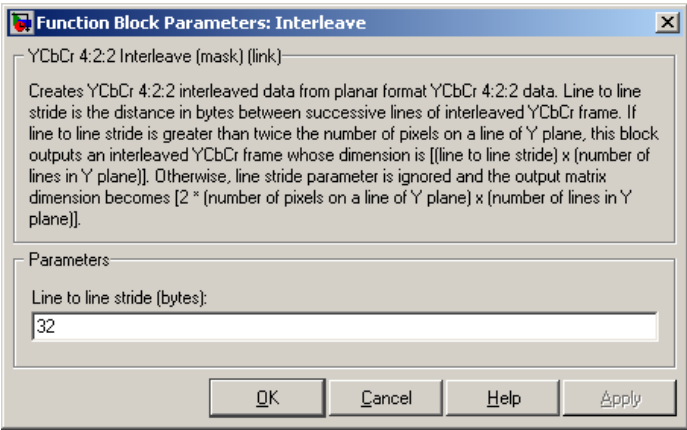 Function Block Parameters: Interleave
YCbCr 4:2:2 Interleave (mask) (link)
Creates YCbCr 4:2:2 interleaved data from planar format YCbCr 4:2:2 data. Line to line
stride is the distance in bytes between successive lines of interleaved YCbCr frame. If
line to line stride is greater than twice the number of pixels on a line of Y plane, this block
outputs an interleaved YCbCr frame whose dimension is [(line to line stride) x (number of
lines in Y plane)]. Otherwise, line stride parameter is ignored and the output matrix
dimension becomes [2 * (number of pixels on a line of Y plane) x (number of lines in Y
plane)].
Parameters
Line to line stride (bytes):
32
OK Cancel Help Apply